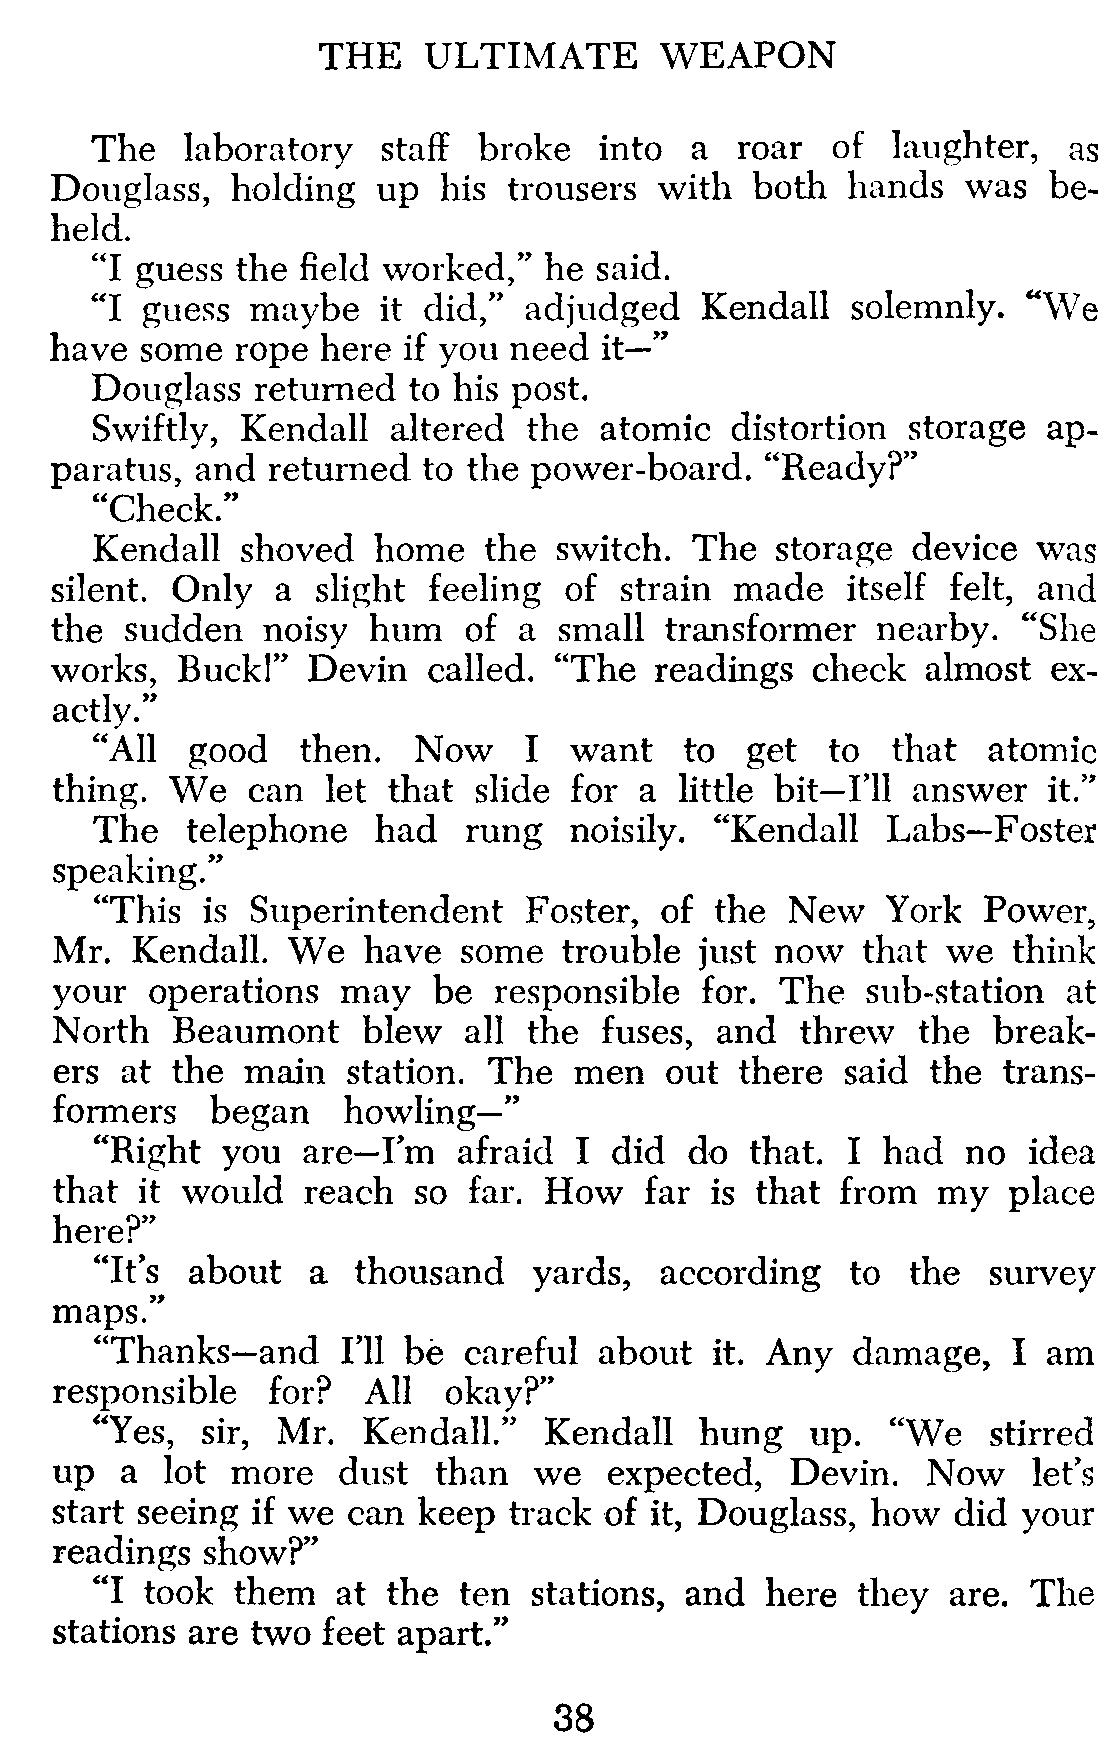 THE ULTIMATE WEAPON
The laboratory staff broke into a roar of laughter, as
Douglass, holding up his trousers with both hands was be-
held.
“I guess the field worked,” he said.
“I guess maybe it did,” adjudged Kendall solemnly. “We
have some rope here if you need it—”
Douglass returned to his post.
Swiftly, Kendall altered the atomic distortion storage ap-
paratus, and returned to the power-board. “Ready?”
“Check.”
Kendall shoved home the switch. The storage device was
silent. Only a slight feeling of strain made itself felt, and
the sudden noisy hum of a small transformer nearby. “She
works, Buck!” Devin called. “The readings check almost ex-
actly.”
“All good then. Now I want to get to that atomic
thing. We can let that slide for a little bit—I’ll answer it.”
The telephone had rung noisily. “Kendall Labs—Foster
speaking.”
“This is Superintendent Foster, of the New York Power,
Mr. Kendall. We have some trouble just now that we think
your operations may be responsible for. The sub-station at
North Beaumont blew all the fuses, and threw the break-
ers at the main station. The men out there said the trans-
formers began howling—”
“Right you are—I’m afraid I did do that. I had no idea
that it would reach so far. How far is that from my place
here?”
“It’s about a thousand yards, according to the survey
maps.”
“Thanks—and I’ll be careful about it. Any damage, I am
responsible for? All okay?”
“Yes, sir, Mr. Kendall.” Kendall hung up. “We stirred
up a lot more dust than we expected, Devin. Now let’s
start seeing if we can keep track of it, Douglass, how did your
readings show?”
“I took them at the ten stations, and here they are. The
stations are two feet apart.”
38